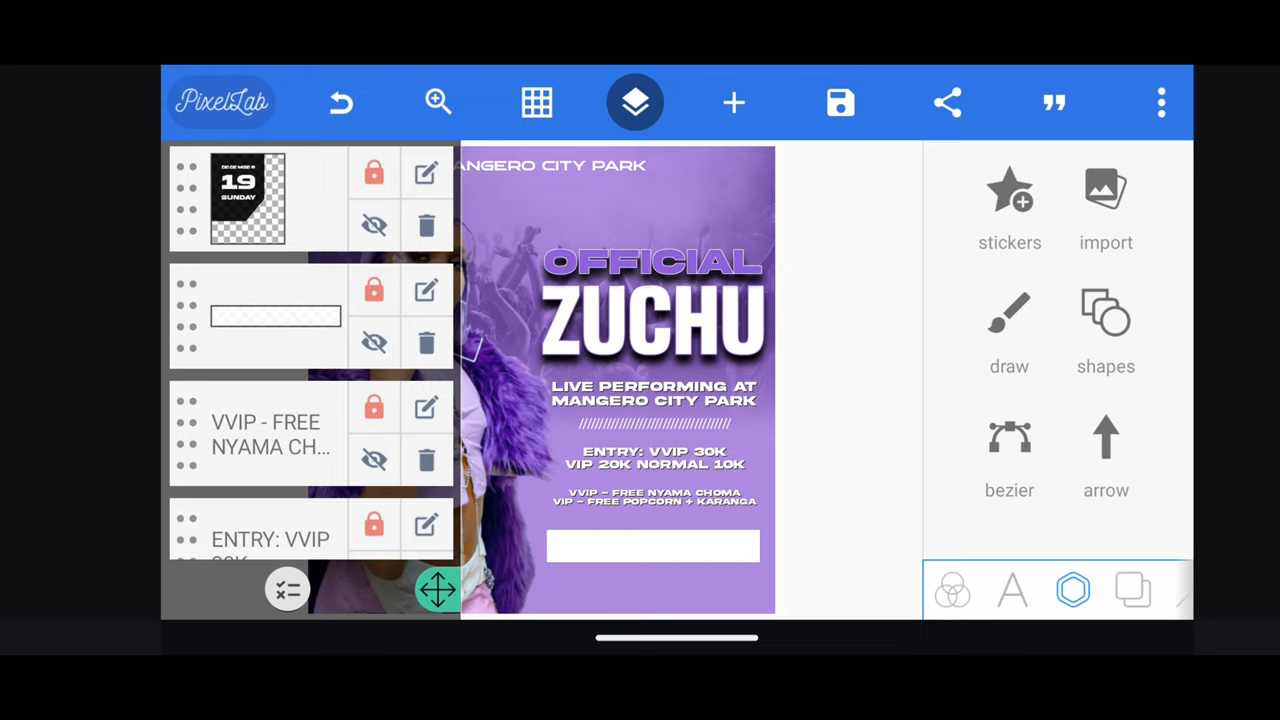 PixelLab
DECEMBER
19
SUNDAY
VVIP - FREE
NYAMA CH...
ENTRY: VVIP
ANGERO CITY PARK
OFFICIAL
ZUCHU
LIVE PERFORMING AT
MANGERO CITY PARK
////////////////////////////////////
ENTRY: VVIP 30K
VIP 20K NORMAL 10K
VVIP - FREE NYAMA CHOMA
VIP - FREE POPCORN + KARANGA
stickers
import
draw
shapes
bezier
arrow